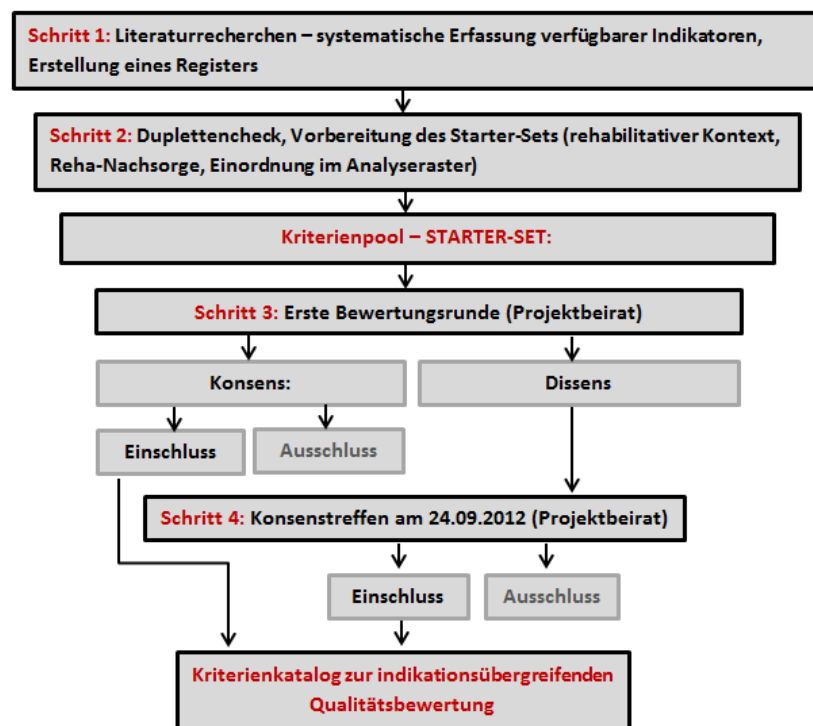 Schritt 1: Literaturrecherchen – systematische Erfassung verfügbarer Indikatoren,
Erstellung eines Registers
Schritt 2: Duplettencheck, Vorbereitung des Starter-Sets (rehabilitativer Kontext,
Reha-Nachsorge, Einordnung im Analyseraster)
Kriterienpool – STARTER-SET:
Schritt 3: Erste Bewertungsrunde (Projektbeirat)
Konsens:
Dissens
Einschluss
Ausschluss
Schritt 4: Konsenstreffen am 24.09.2012 (Projektbeirat)
Einschluss
Ausschluss
Kriterienkatalog zur indikationsübergreifenden
Qualitätsbewertung